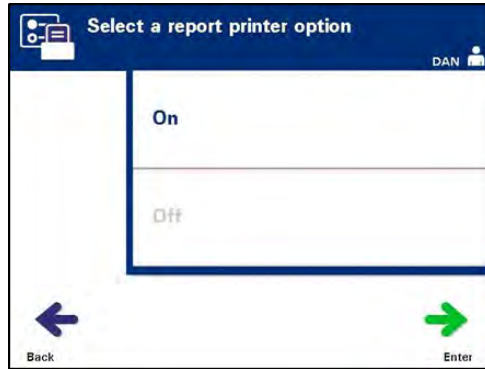 Select a report printer option
DAN
On
Off
Back
Enter